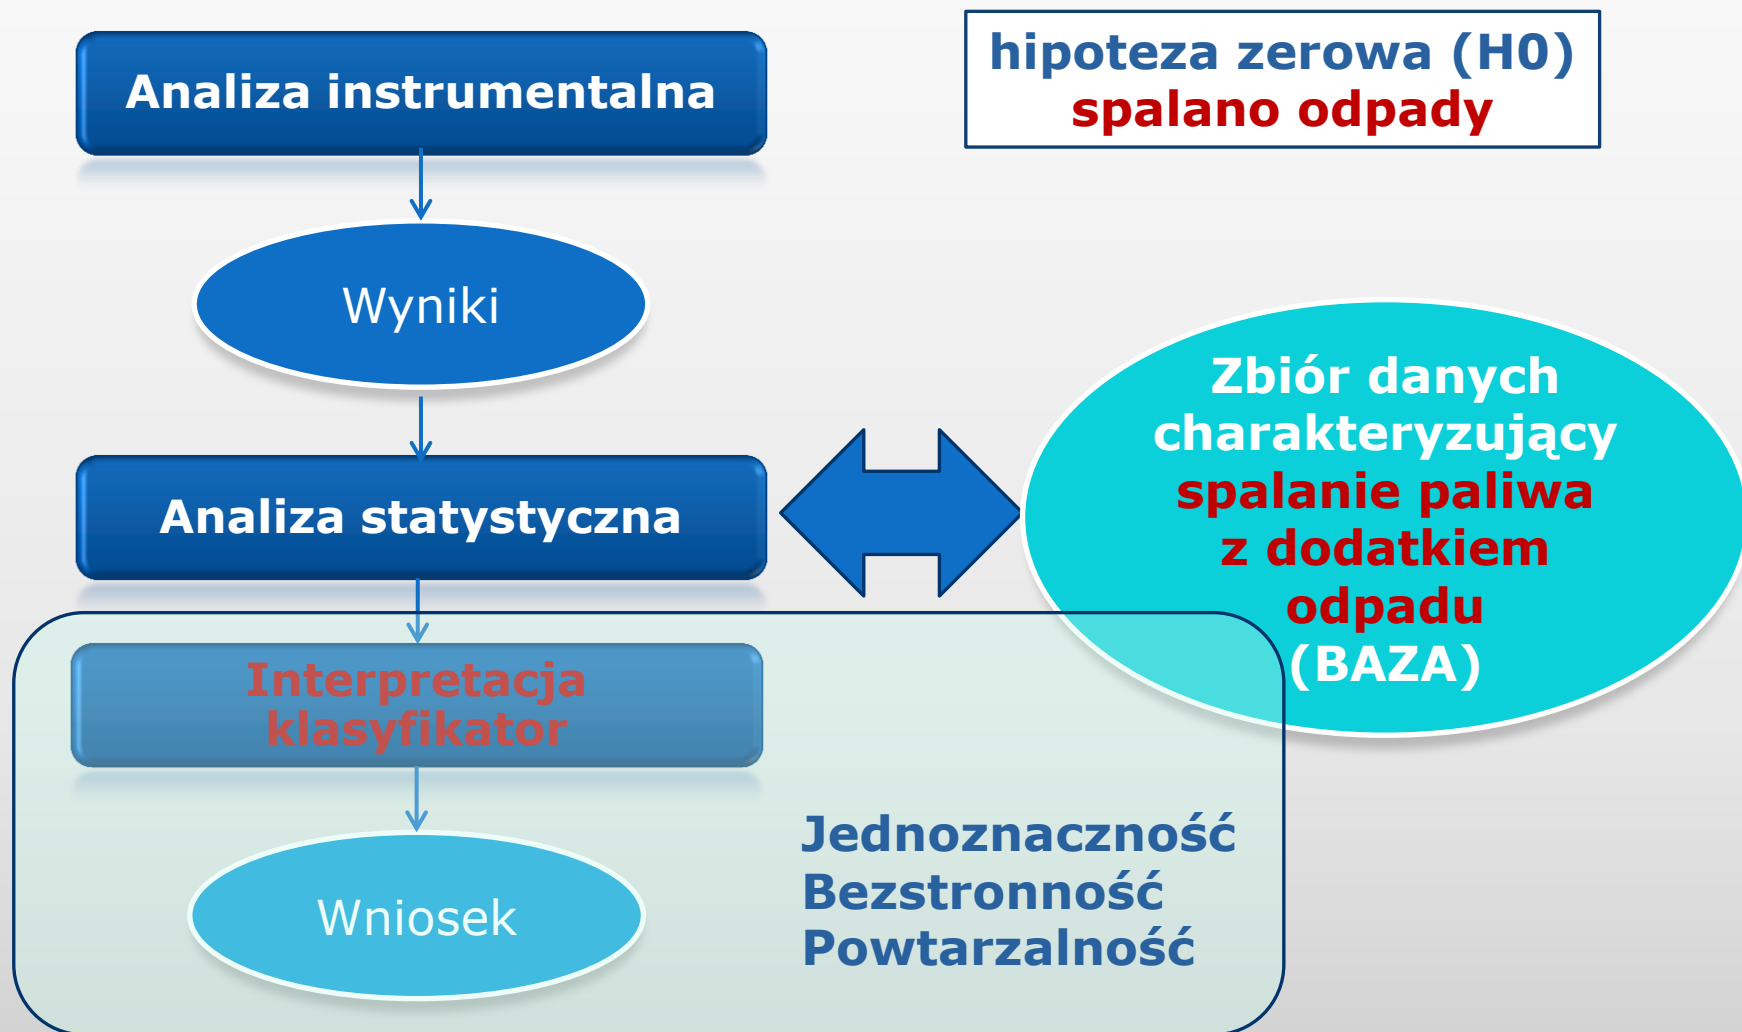 Analiza instrumentalna
hipoteza zerowa (H0)
spalano odpady
Wyniki
Zbiór danych
charakteryzujący
spalanie paliwa
z dodatkiem
odpadu
(BAZA)
Analiza statystyczna
Interpretacja
klasyfikator
Wniosek
Jednoznaczność
Bezstronność
Powtarzalność